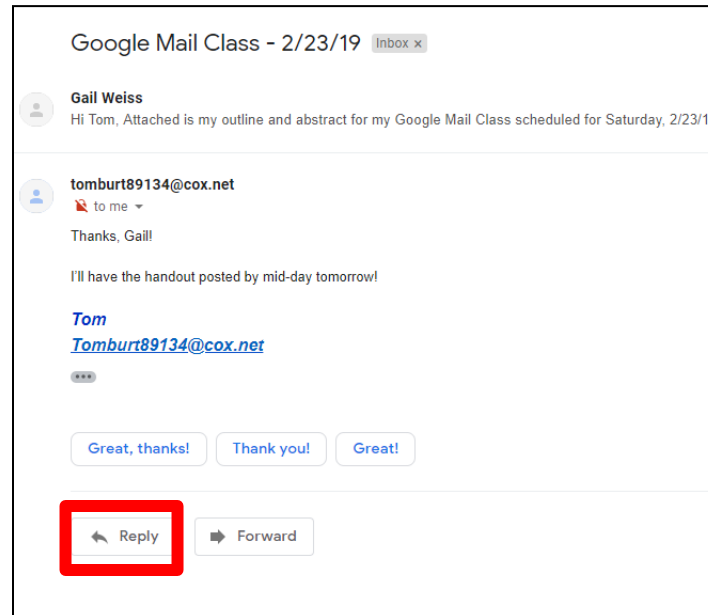 Google Mail Class - 2/23/19 Inbox x
Gail Weiss
Hi Tom, Attached is my outline and abstract for my Google Mail Class scheduled for Saturday, 2/23/1
tomburt89134@cox.net
to me
Thanks, Gail!
I'll have the handout posted by mid-day tomorrow!
Tom
Tomburt89134@cox.net
Great, thanks! Thank you! Great!
Reply Forward